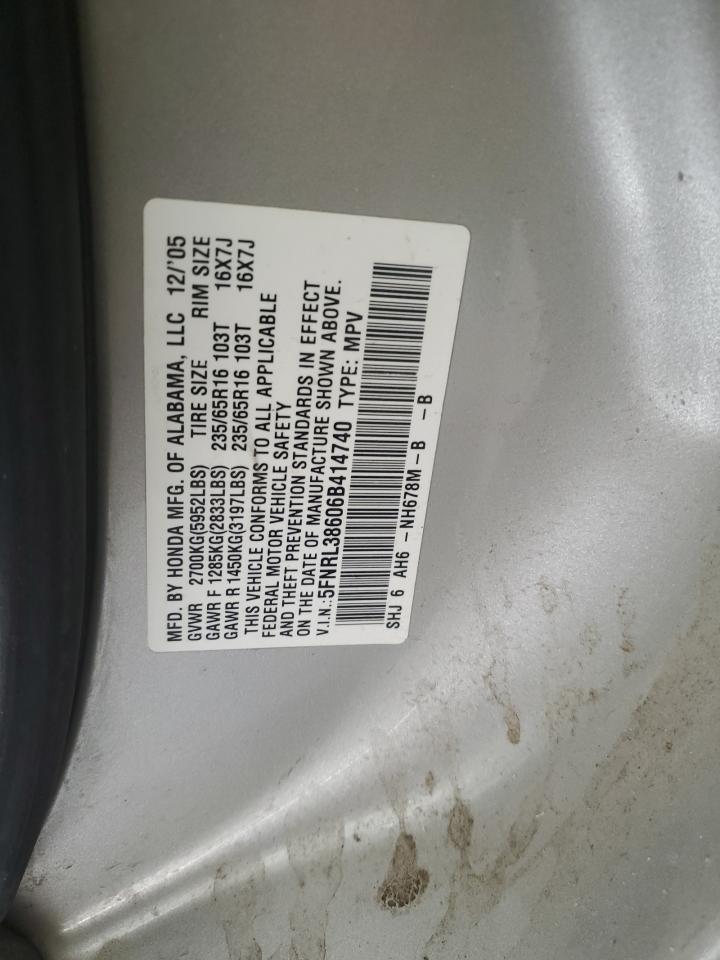 MFD. BY HONDA MFG. OF ALABAMA, LLC 12/'05
GVWR 2700KG(5952LBS) TIRE SIZE RIM SIZE
GAWR F 1285KG(2833LBS) 235/65R16 103T 16X7J
GAWR R 1450KG(3197LBS) 235/65R16 103T 16X7J
THIS VEHICLE CONFORMS TO ALL APPLICABLE
FEDERAL MOTOR VEHICLE SAFETY
AND THEFT PREVENTION STANDARDS IN EFFECT
ON THE DATE OF MANUFACTURE SHOWN ABOVE.
V.I.N.:5FNRL38606B414740 TYPE: MPV
SHJ 6 AH6 -NH678M-B -B